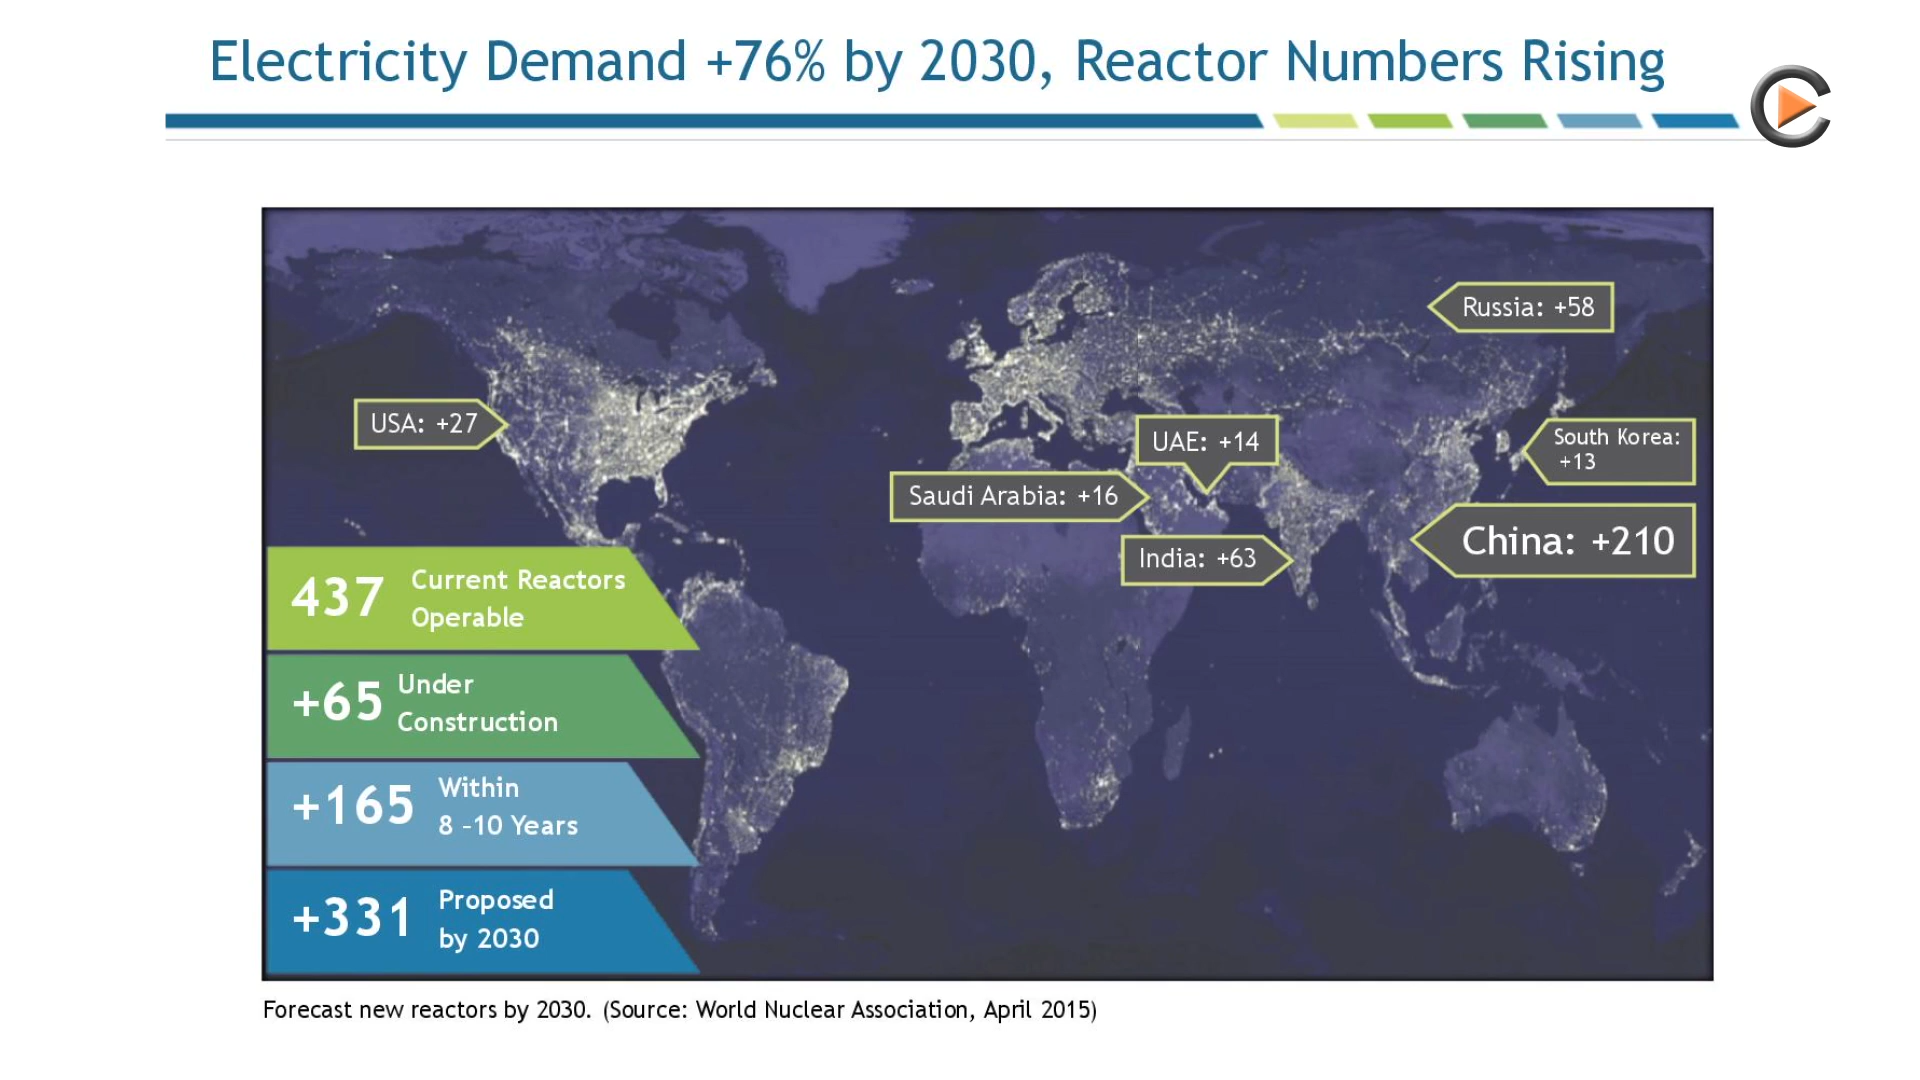 Electricity Demand +76% by 2030, Reactor Numbers Rising
Russia: +58
USA: +27
UAE: +14
South Korea:
+13
Saudi Arabia: +16
China: +210
India: +63
437 Current Reactors
Operable
+65 Under
Construction
+165 Within
8 -10 Years
+331 Proposed
by 2030
Forecast new reactors by 2030. (Source: World Nuclear Association, April 2015)